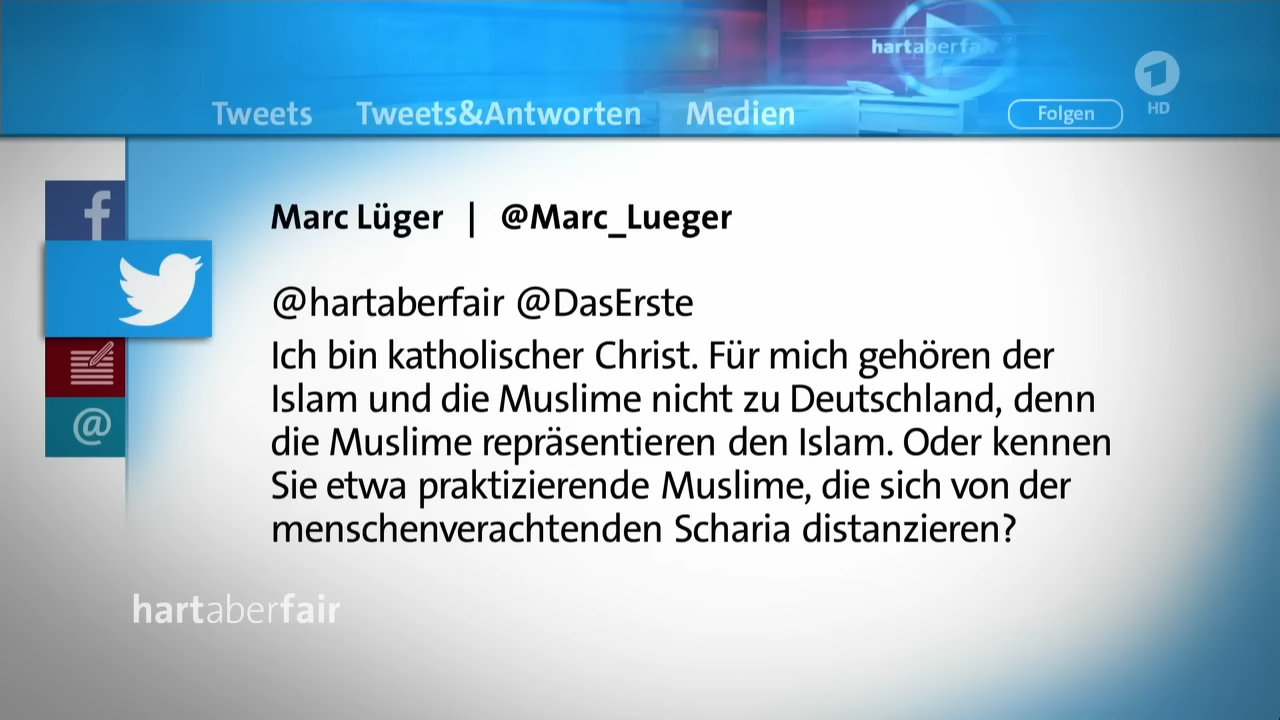 hartaberfair
1
HD
Tweets Tweets&Antworten Medien Folgen
f
Marc Lüger | @Marc_Lueger
@hartaberfair @DasErste
Ich bin katholischer Christ. Für mich gehören der
Islam und die Muslime nicht zu Deutschland, denn
die Muslime repräsentieren den Islam. Oder kennen
Sie etwa praktizierende Muslime, die sich von der
menschenverachtenden Scharia distanzieren?
@
hartaberfair